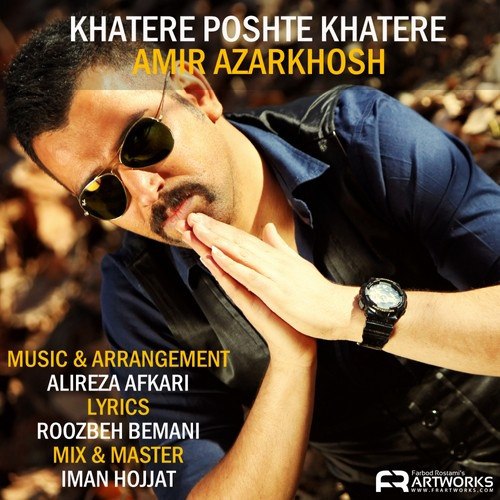 KHATERE POSHTE KHATERE
AMIR AZARKHOSH
MUSIC & ARRANGEMENT
ALIREZA AFKARI
LYRICS
ROOZBEH BEMANI
MIX & MASTER
IMAN HOJJAT
FR Farbod Rostami's
ARTWORKS
WWW.FRARTWORKS.COM